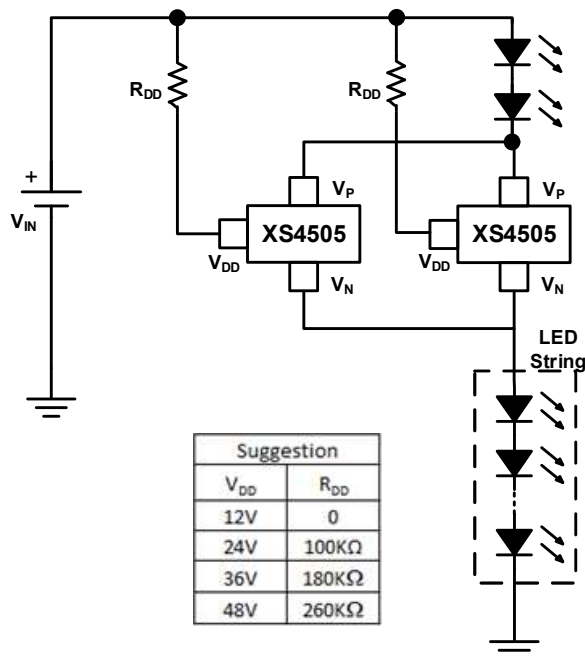 R_DD
R_DD
+
V_IN
V_P
V_P
XS4505
XS4505
V_DD
V_DD
V_N
V_N
LED
String
Suggestion
V_DD R_DD
12V 0
24V 100KΩ
36V 180KΩ
48V 260KΩ